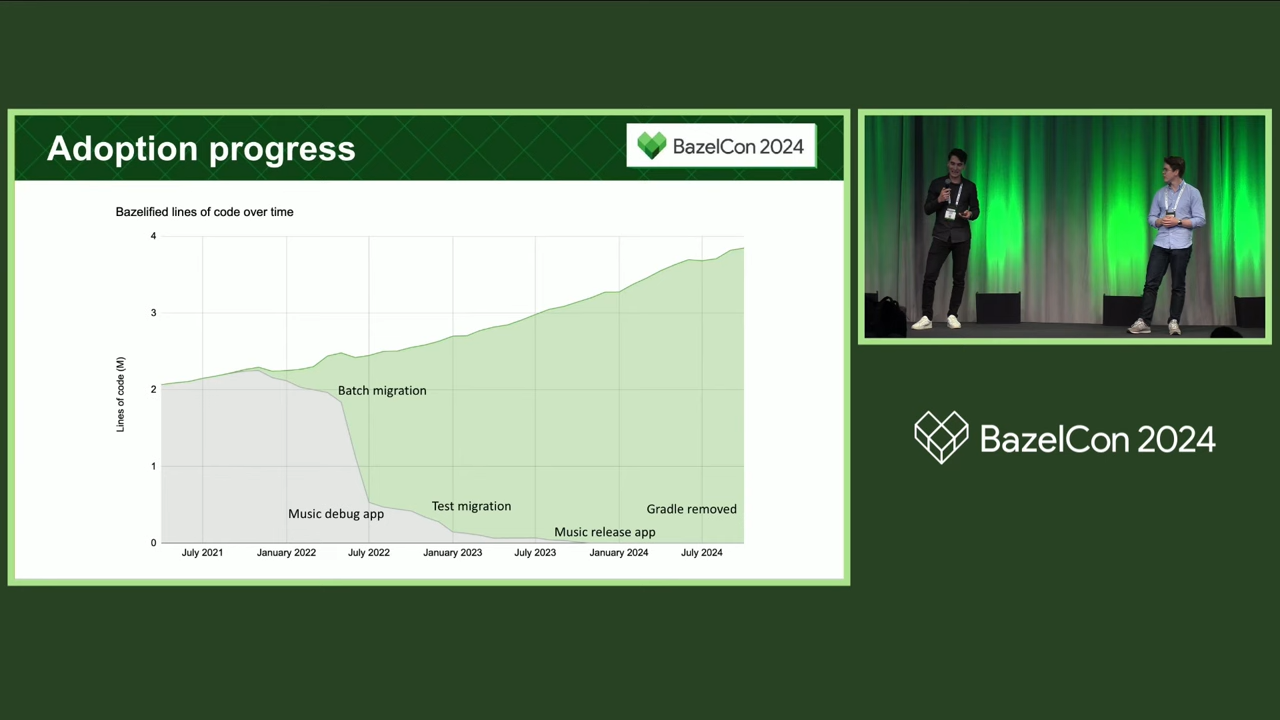 Adoption progress
BazelCon 2024
Bazelified lines of code over time
4
3
2
1
0
Lines of code (M)
Batch migration
Music debug app
Test migration
Music release app
Gradle removed
July 2021
January 2022
July 2022
January 2023
July 2023
January 2024
July 2024
BazelCon 2024